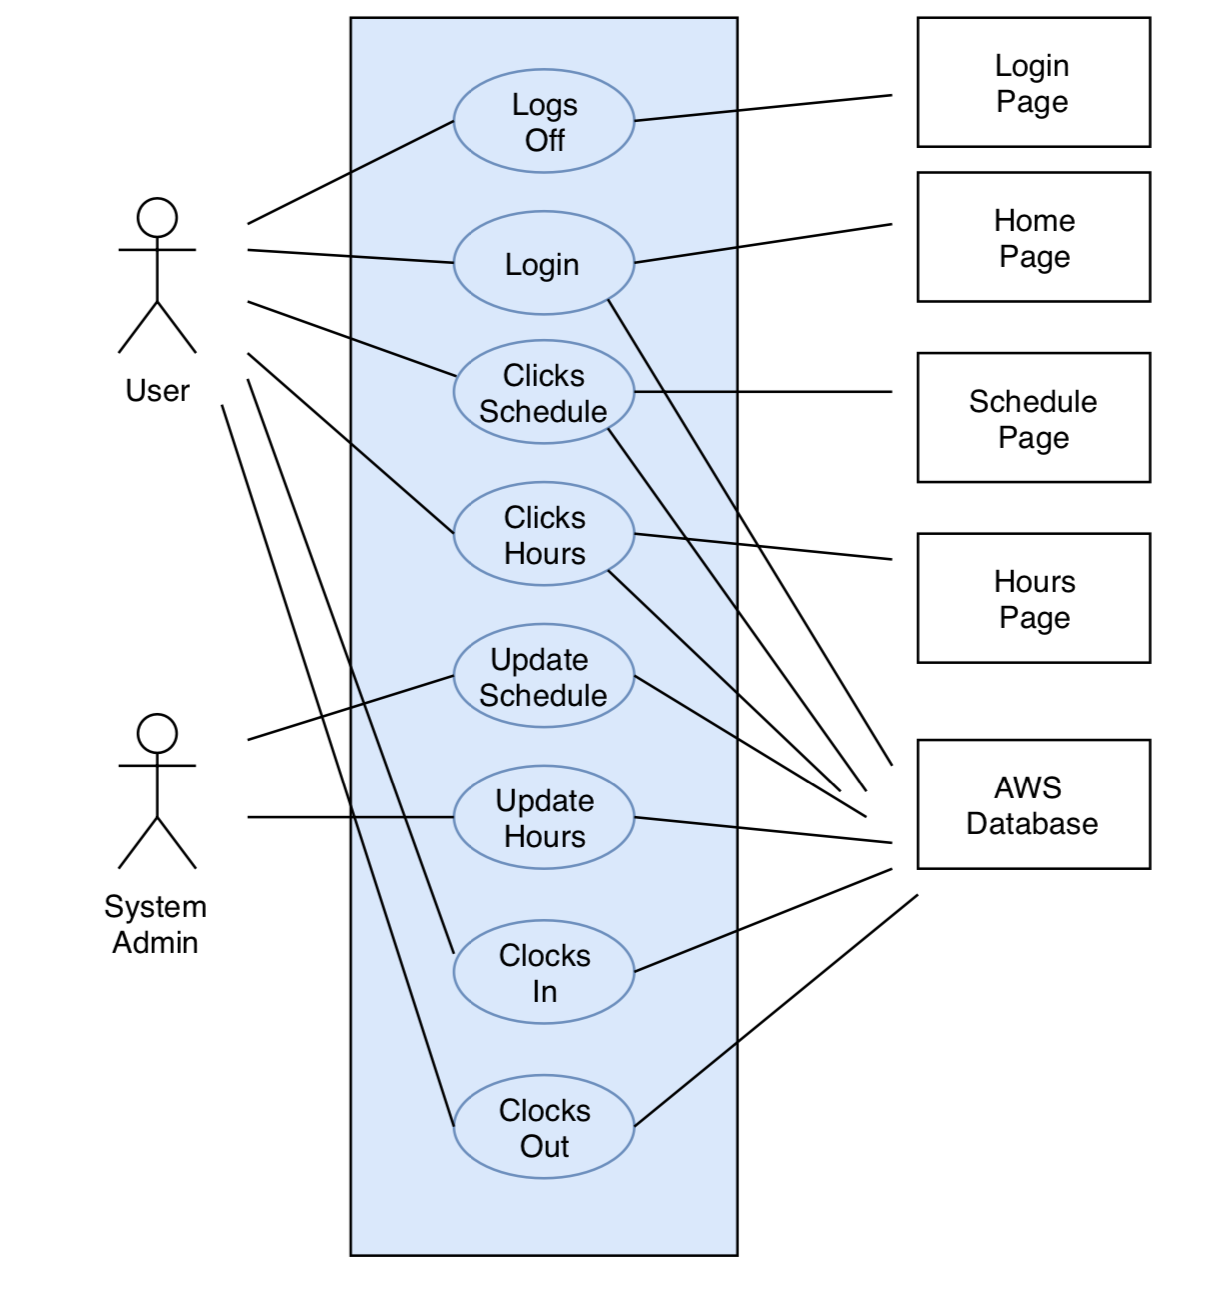 User
System
Admin
Logs
Off
Login
Clicks
Schedule
Clicks
Hours
Update
Schedule
Update
Hours
Clocks
In
Clocks
Out
Login
Page
Home
Page
Schedule
Page
Hours
Page
AWS
Database